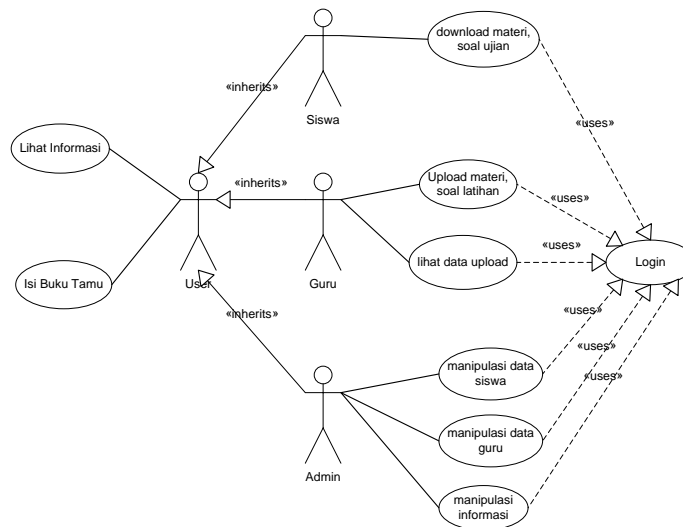 download materi,
soal ujian
«inherits»
Siswa
«uses»
Lihat Informasi
Upload materi,
soal latihan
«inherits»
«uses»
User
Guru
lihat data upload
«uses»
Login
Isi Buku Tamu
«inherits»
«uses»
manipulasi data
siswa
«uses»
«uses»
manipulasi data
guru
Admin
manipulasi
informasi